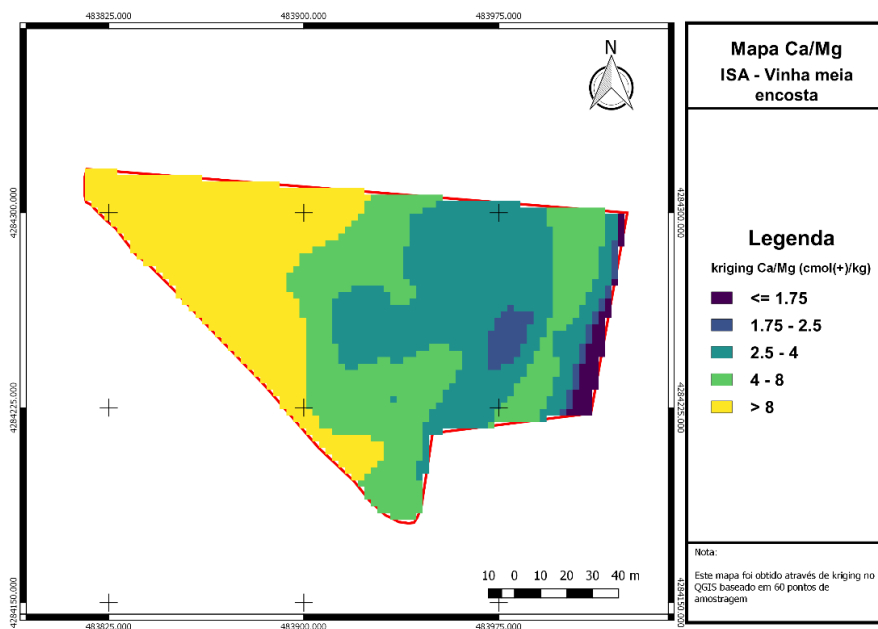 483825.000
483900.000
483975.000
Mapa Ca/Mg
ISA - Vinha meia
encosta
N
4284300.000
4284300.000
Legenda
kriging Ca/Mg (cmol(+)/kg)
<= 1.75
1.75 - 2.5
2.5 - 4
4 - 8
> 8
4284225.000
4284225.000
Nota:
Este mapa foi obtido através de kriging no
QGIS baseado em 60 pontos de
amostragem
10 0 10 20 30 40 m
4284150.000
4284150.000
483825.000
483900.000
483975.000